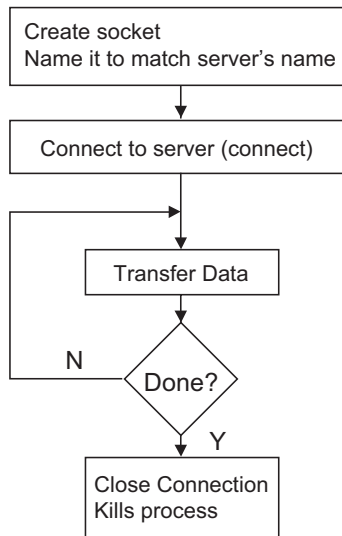 Create socket
Name it to match server’s name
Connect to server (connect)
Transfer Data
N
Done?
Y
Close Connection
Kills process